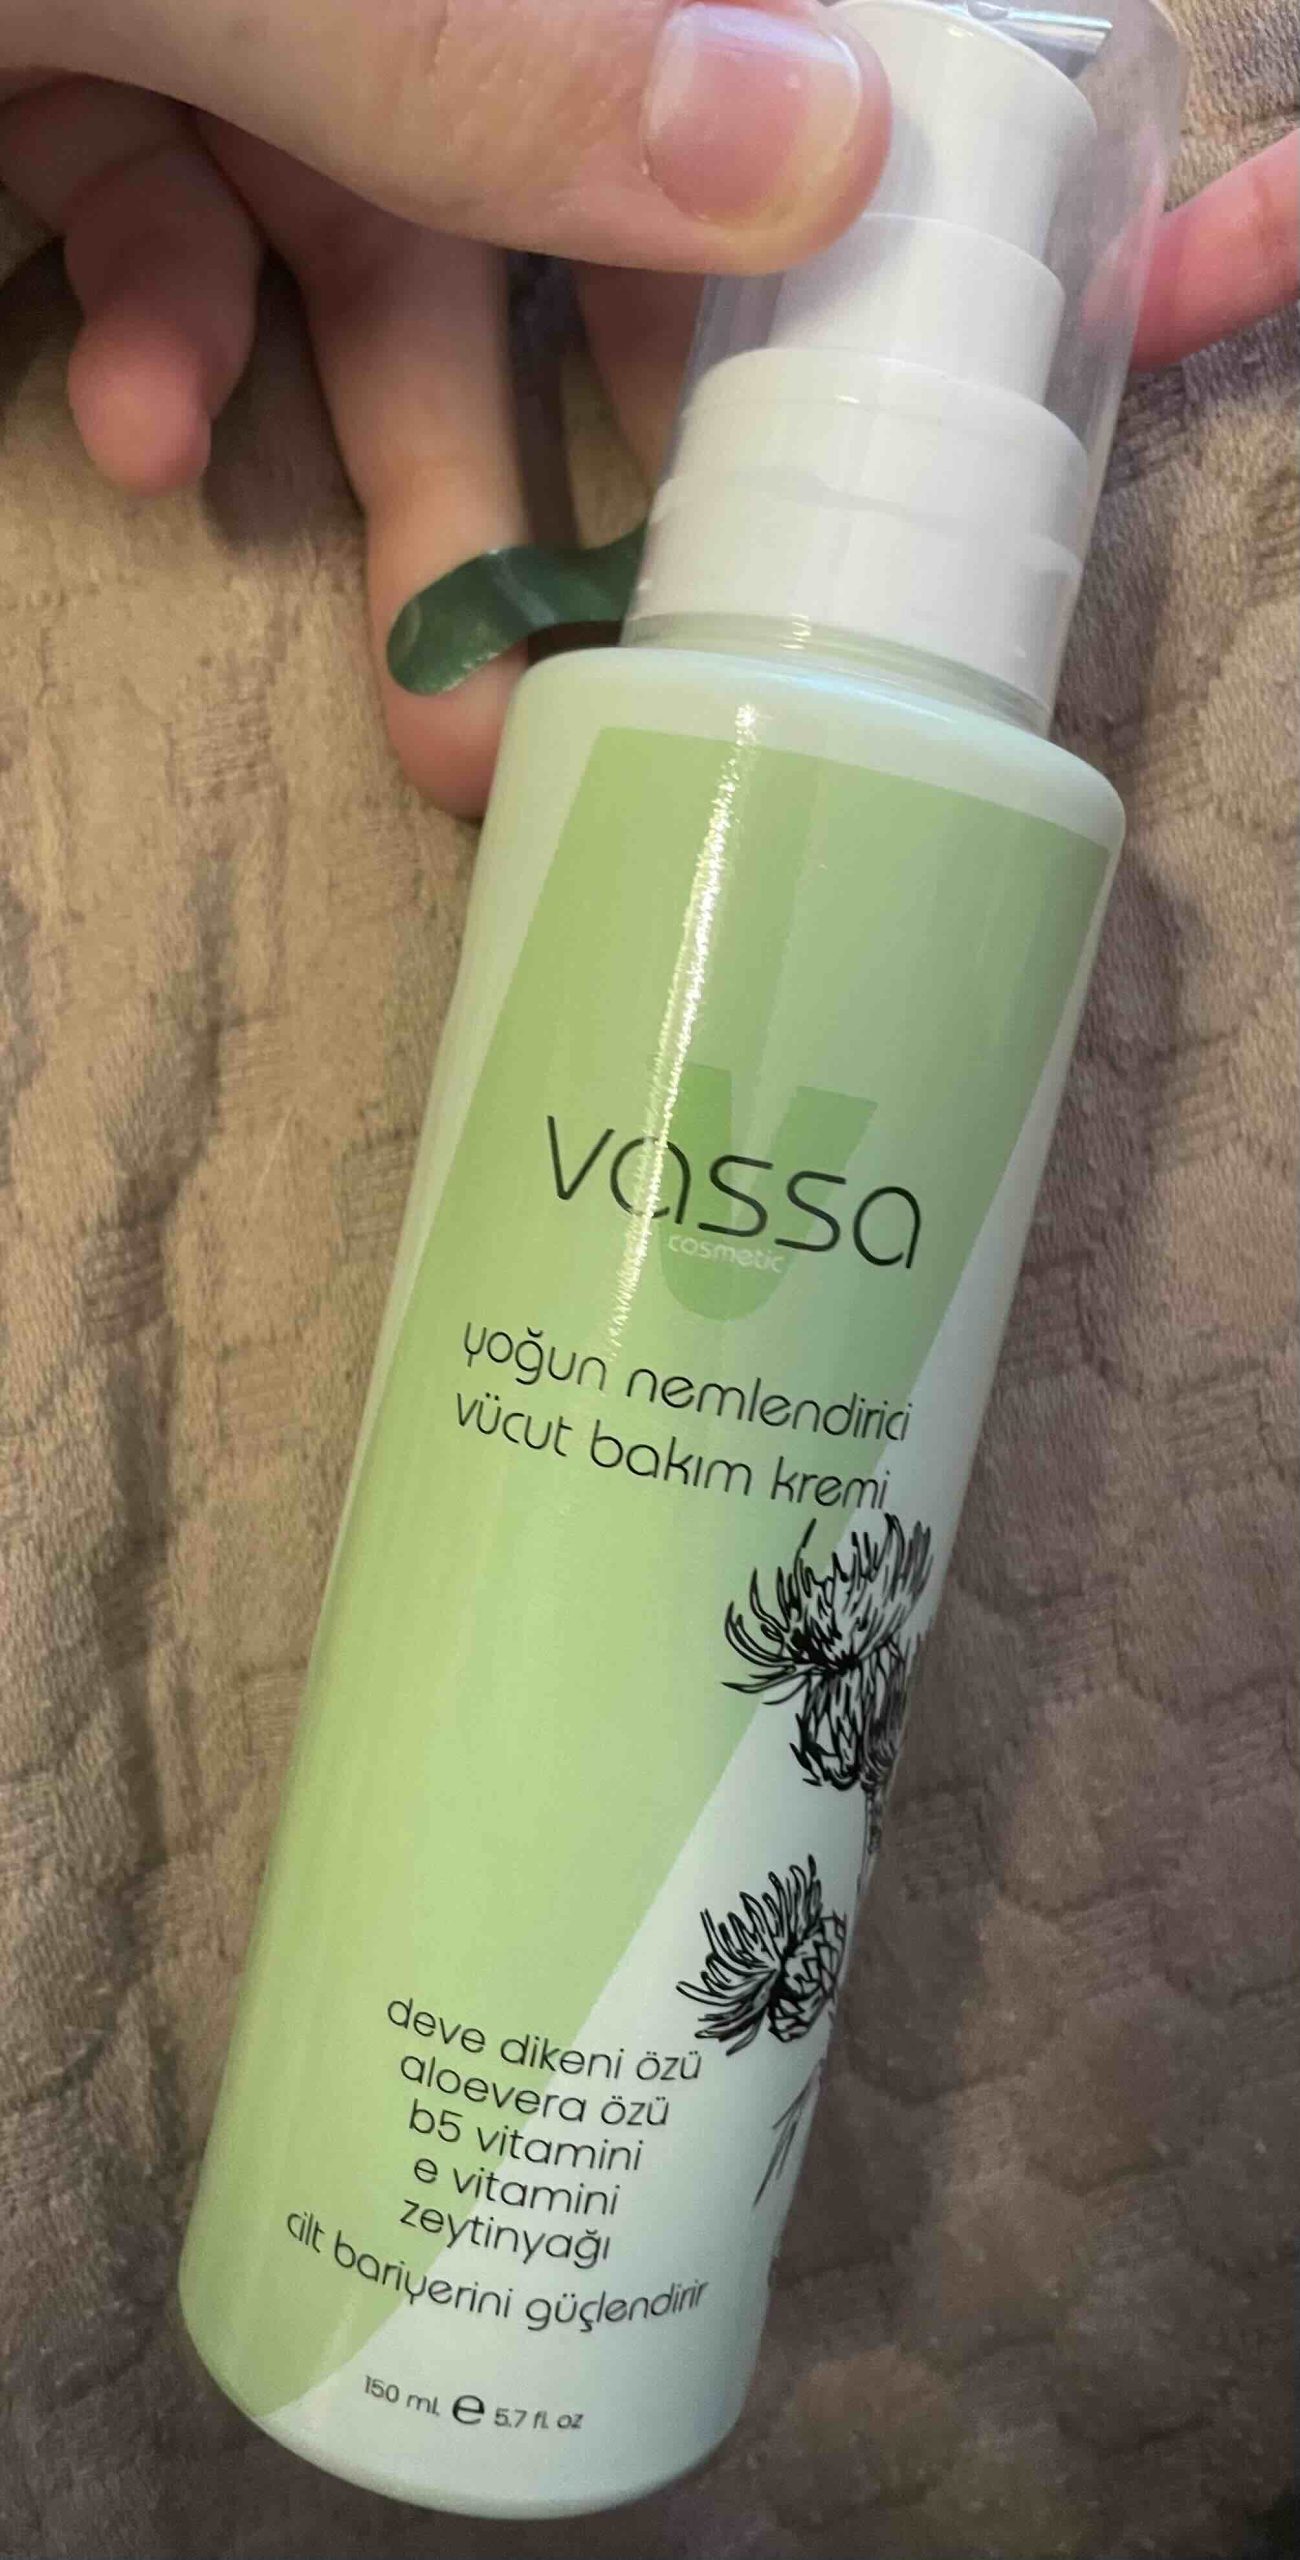 vassa
cosmetic
yoğun nemlendirici
vücut bakım kremi
deve dikeni özü
aloevera özü
b5 vitamini
e vitamini
zeytinyağı
cilt bariyerini güçlendirir
150 ml. e 5.7 fl. oz